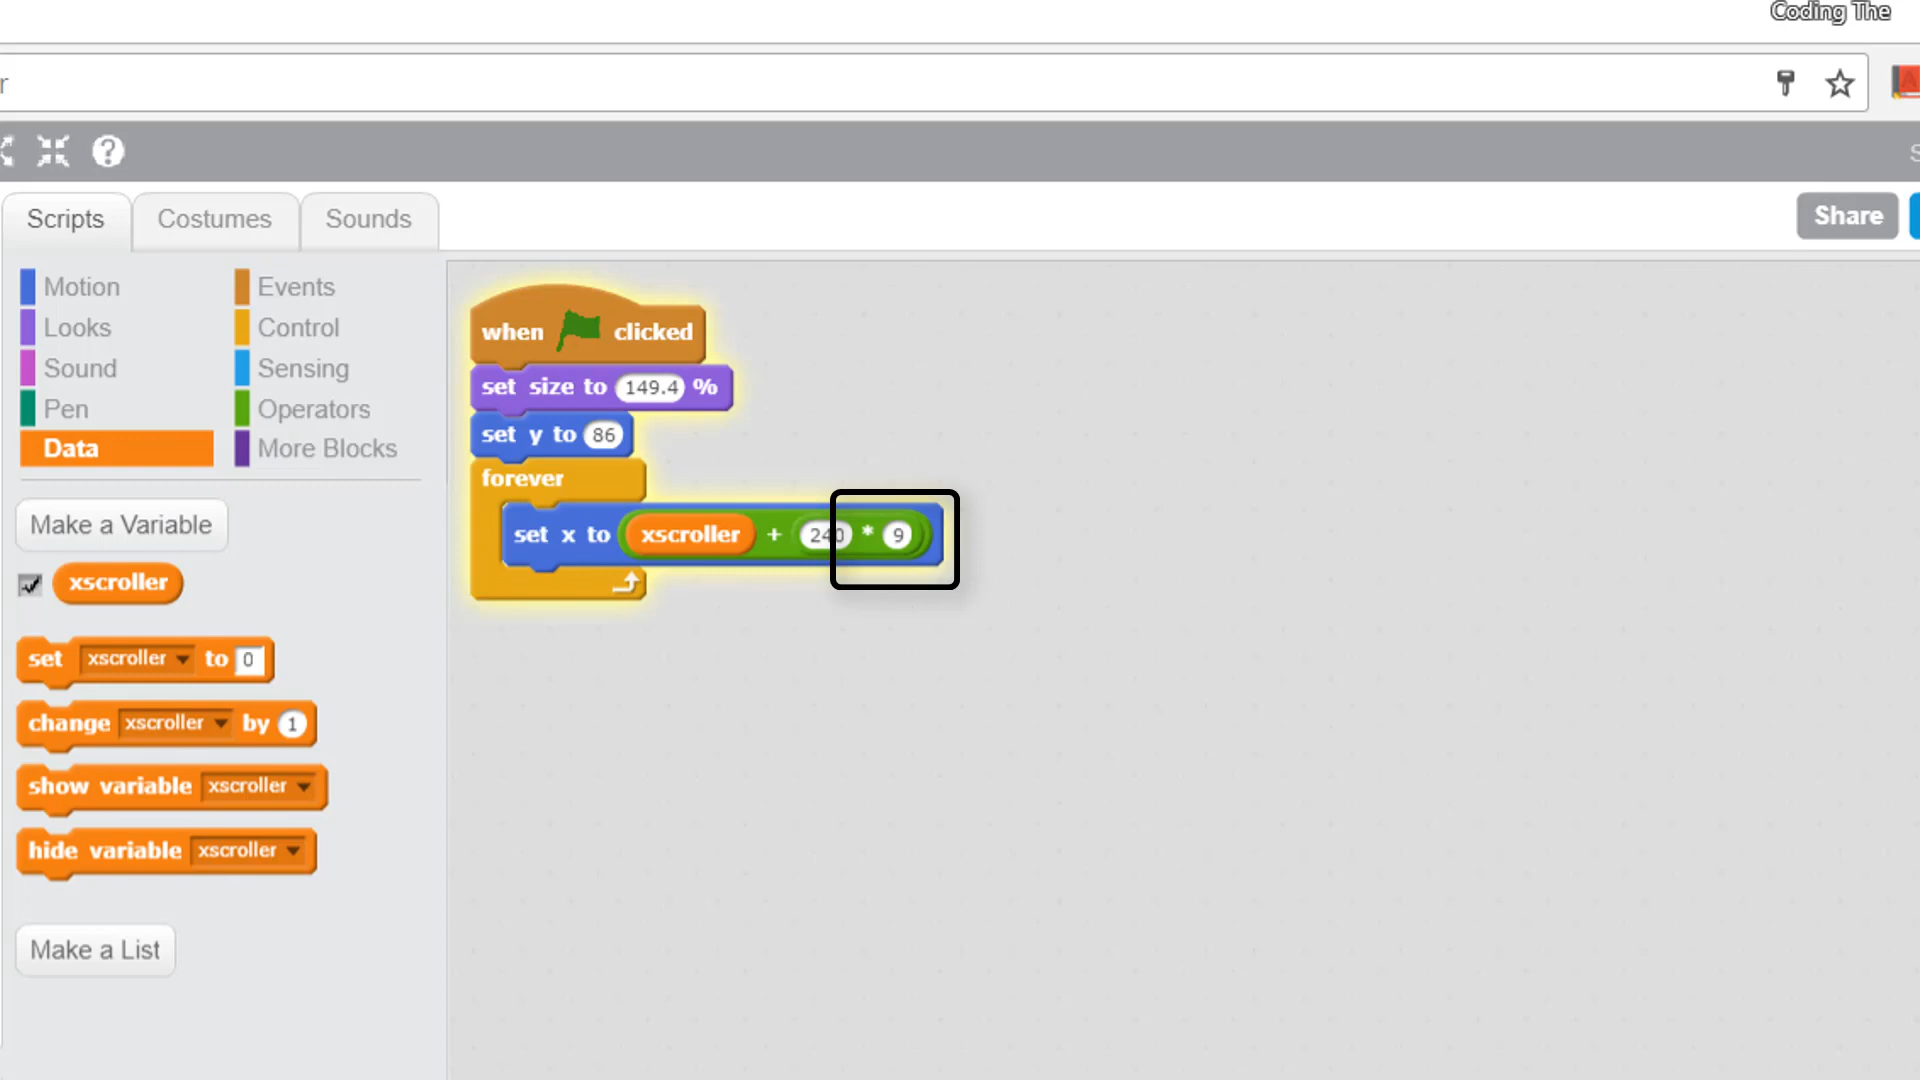 Coding The
r
S
Scripts Costumes Sounds
Share
Motion Events
Looks Control
Sound Sensing
Pen Operators
Data More Blocks
Make a Variable
xscroller
set xscroller to 0
change xscroller by 1
show variable xscroller
hide variable xscroller
Make a List
when clicked
set size to 149.4 %
set y to 86
forever
set x to xscroller + 240 * 9